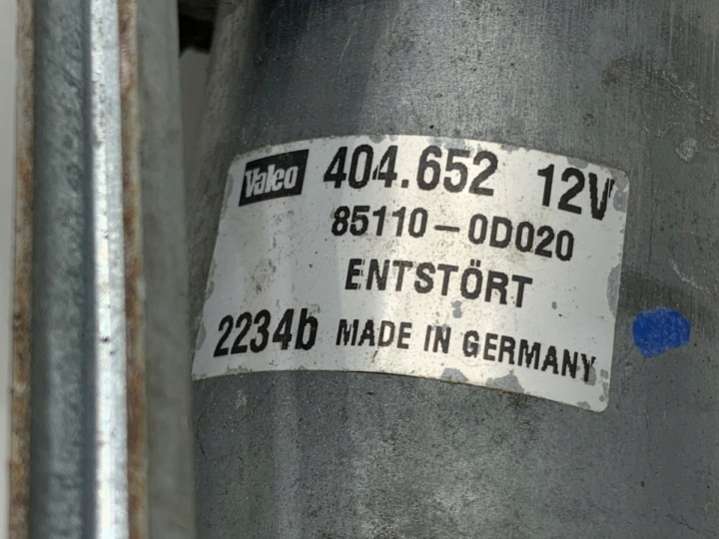 Valeo 404.652 12V
85110-0D020
ENTSTÖRT
2234b MADE IN GERMANY